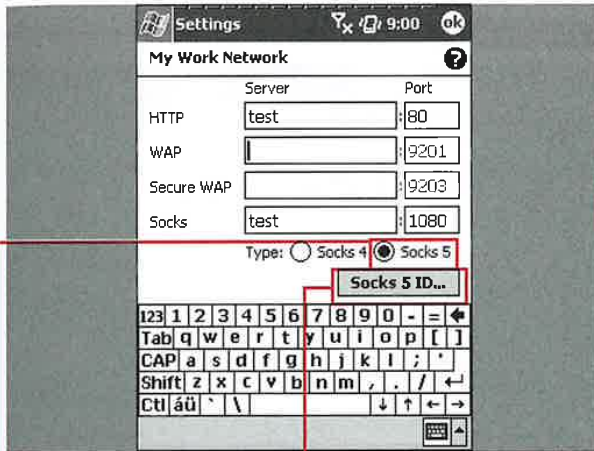 Settings 9:00 ok
My Work Network ?
Server Port
HTTP test : 80
WAP : 9201
Secure WAP : 9203
Socks test : 1080
Type: Socks 4 Socks 5
Socks 5 ID...
123 1 2 3 4 5 6 7 8 9 0 - =
Tab q w e r t y u i o p [ ]
CAP a s d f g h j k l ; '
Shift z x c v b n m , . /
Ctl áü ` \